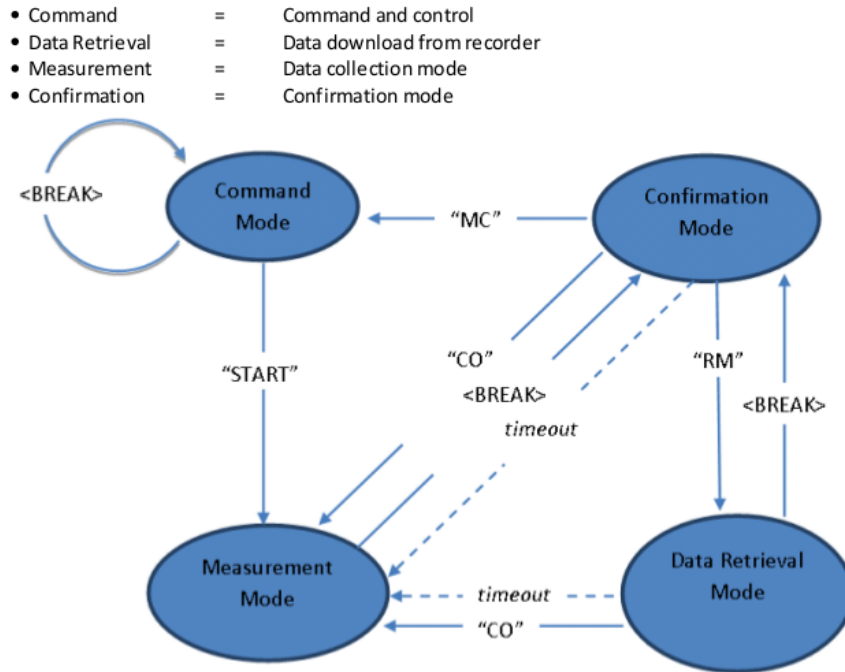 • Command = Command and control
• Data Retrieval = Data download from recorder
• Measurement = Data collection mode
• Confirmation = Confirmation mode
<BREAK>
Command
Mode
“MC”
Confirmation
Mode
“START”
“CO”
<BREAK>
timeout
“RM”
<BREAK>
Measurement
Mode
timeout
“CO”
Data Retrieval
Mode